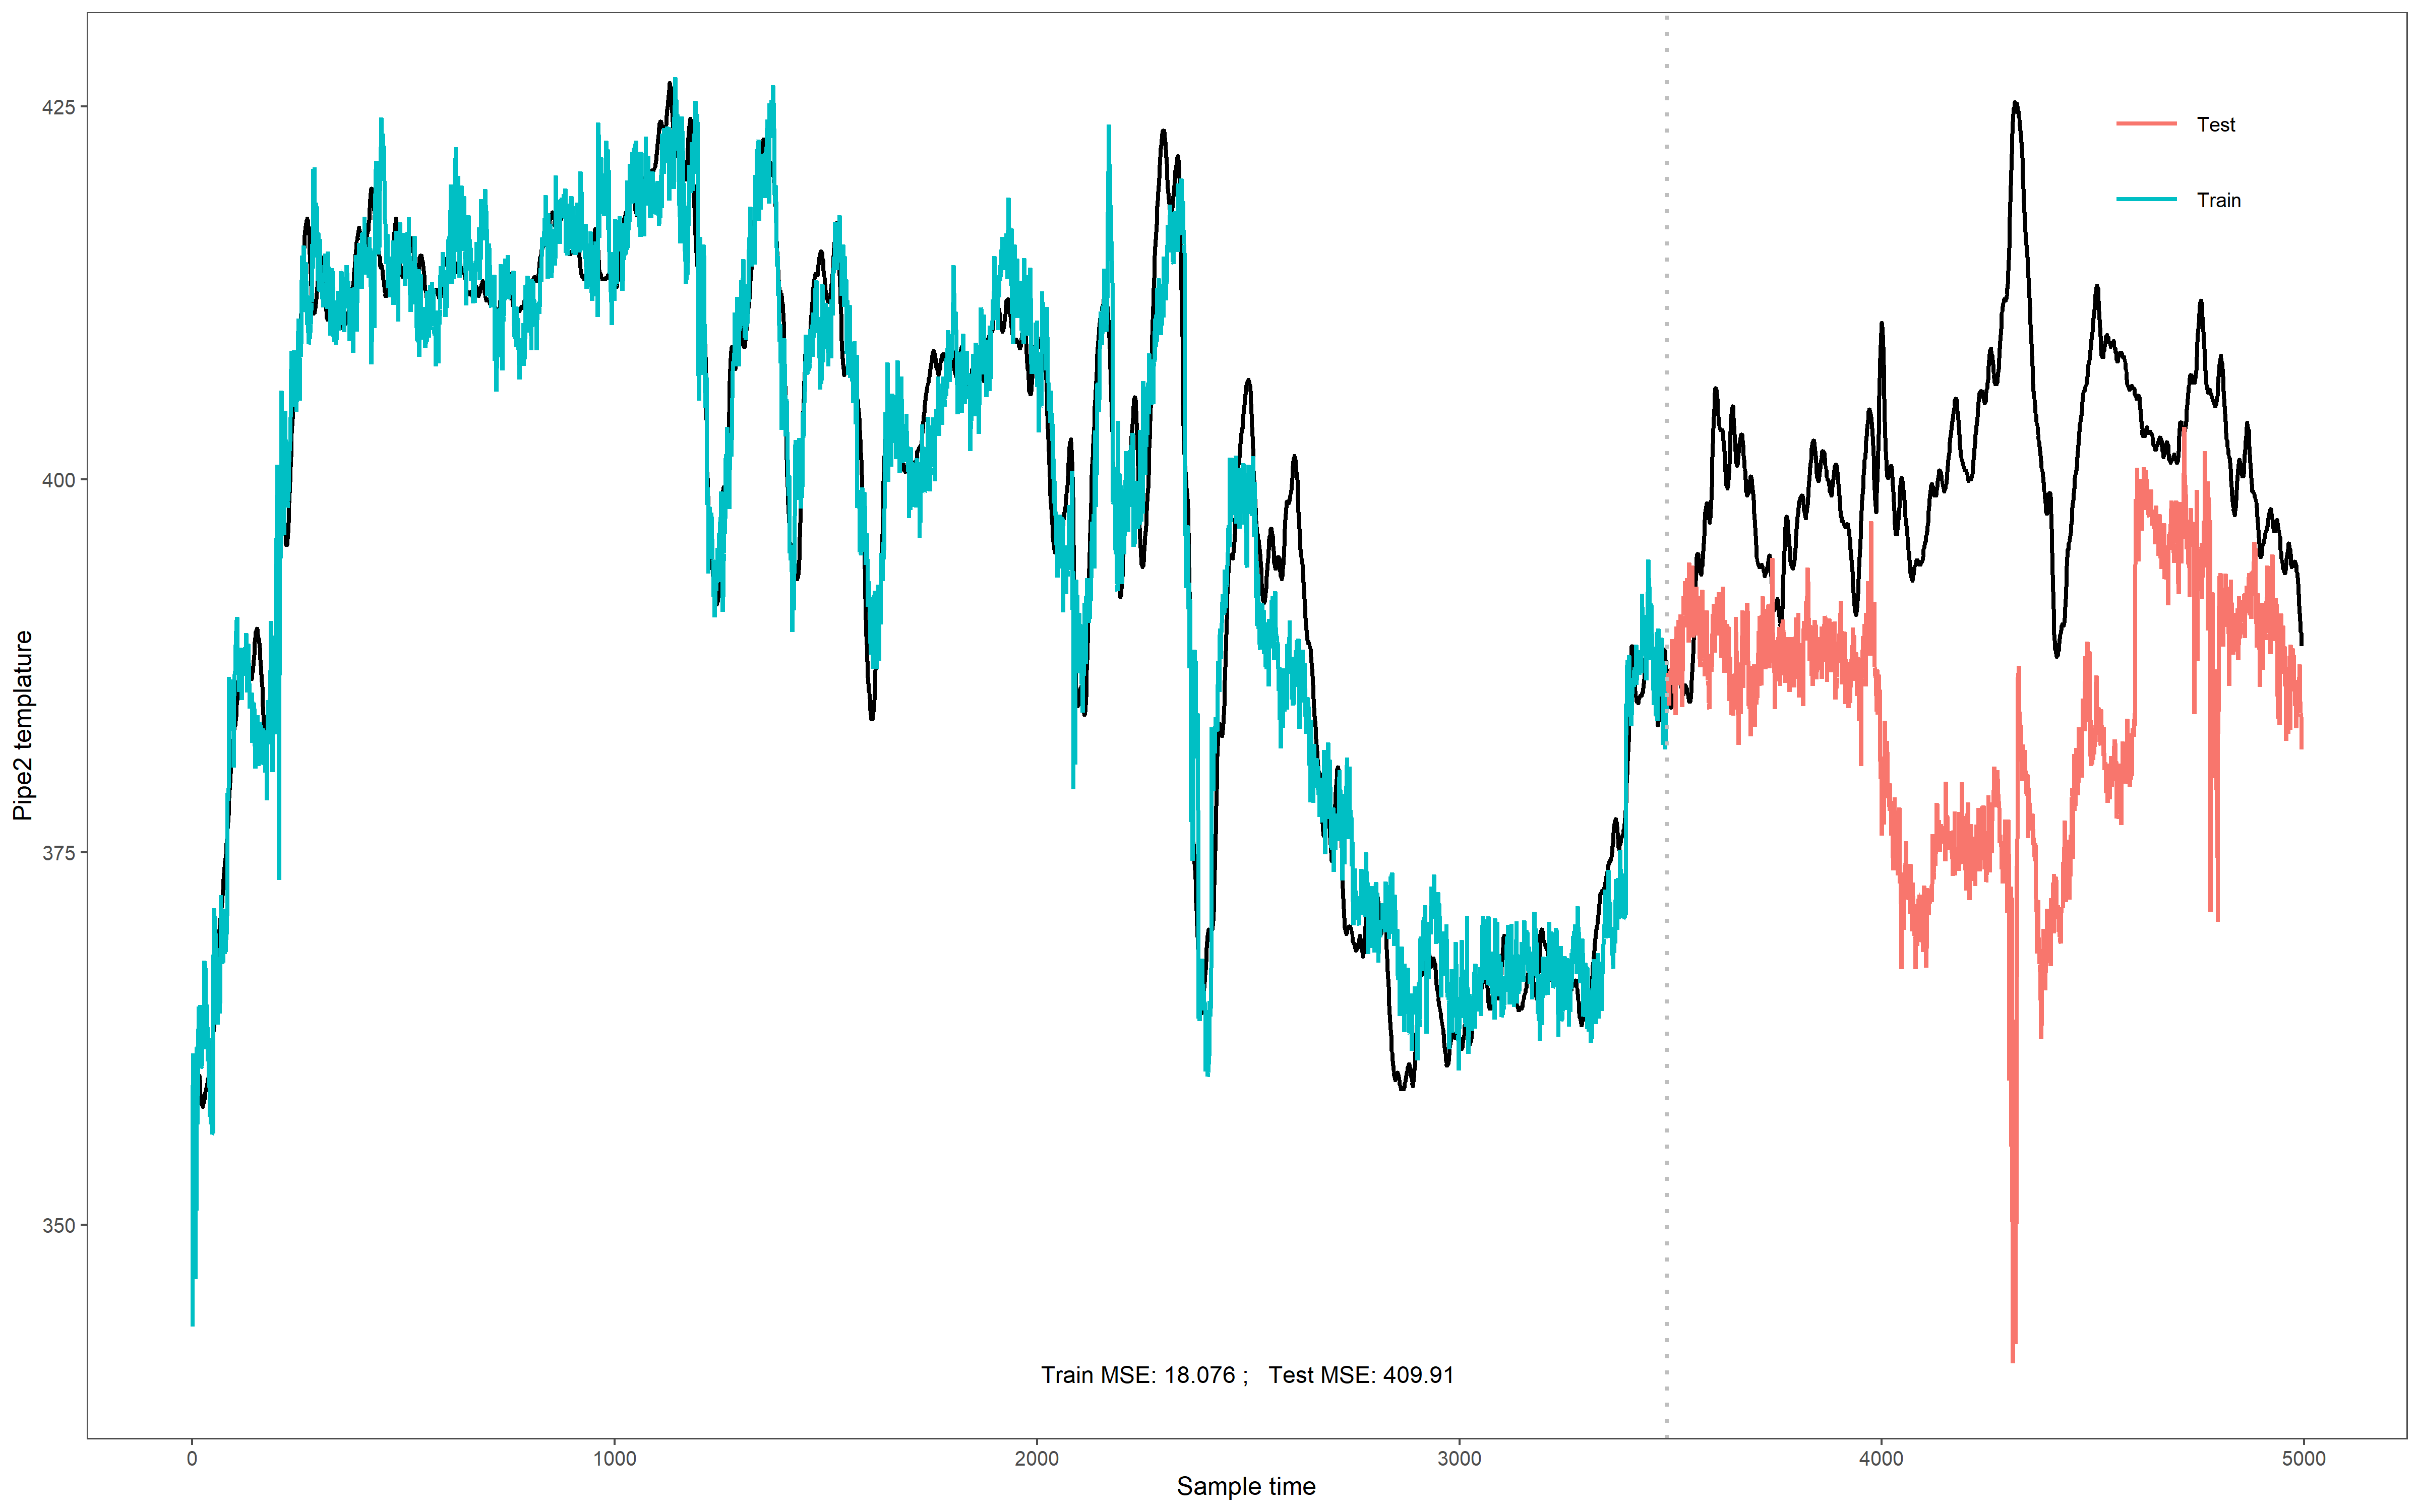 425
400
375
350
Pipe2 templature
Test
Train
Train MSE: 18.076 ;   Test MSE: 409.91
0 1000 2000 3000 4000 5000
Sample time